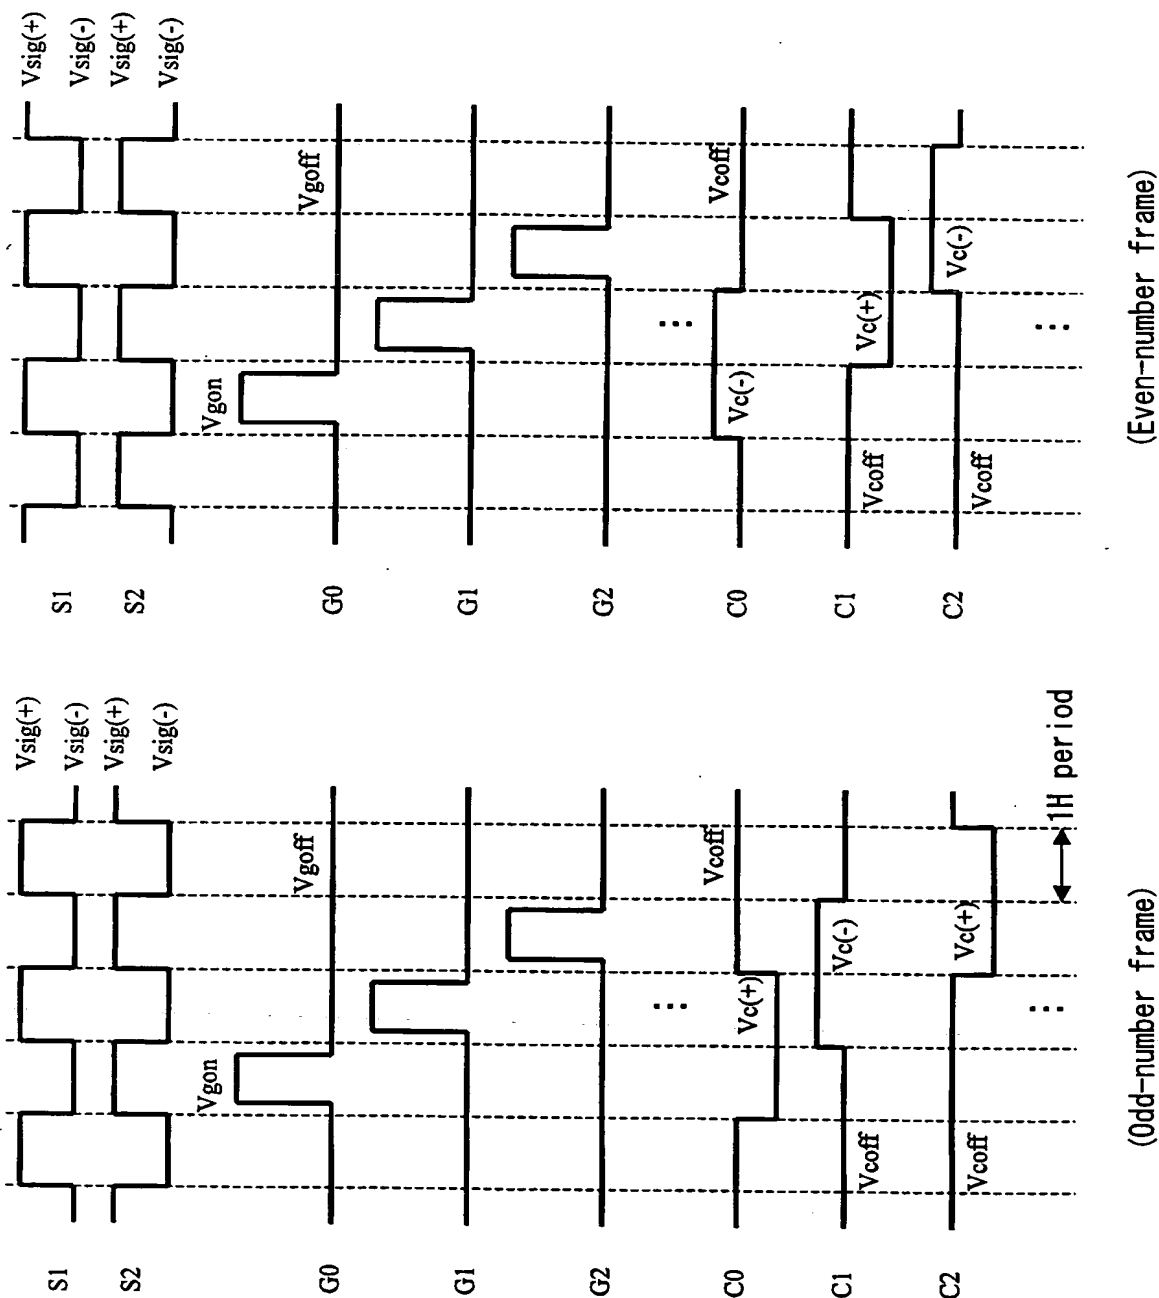 Vsig(+)
Vsig(-)
Vsig(+)
Vsig(-)
S1
S2
G0
Vgon
Vgoff
G1
G2
...
C0
Vc(-)
Vcoff
C1
Vcoff
Vc(+)
C2
Vcoff
Vc(-)
...
(Even-number frame)
Vsig(+)
Vsig(-)
Vsig(+)
Vsig(-)
S1
S2
G0
Vgon
Vgoff
G1
G2
...
C0
Vc(+)
Vcoff
C1
Vcoff
Vc(-)
C2
Vcoff
Vc(+)
1H period
...
(Odd-number frame)